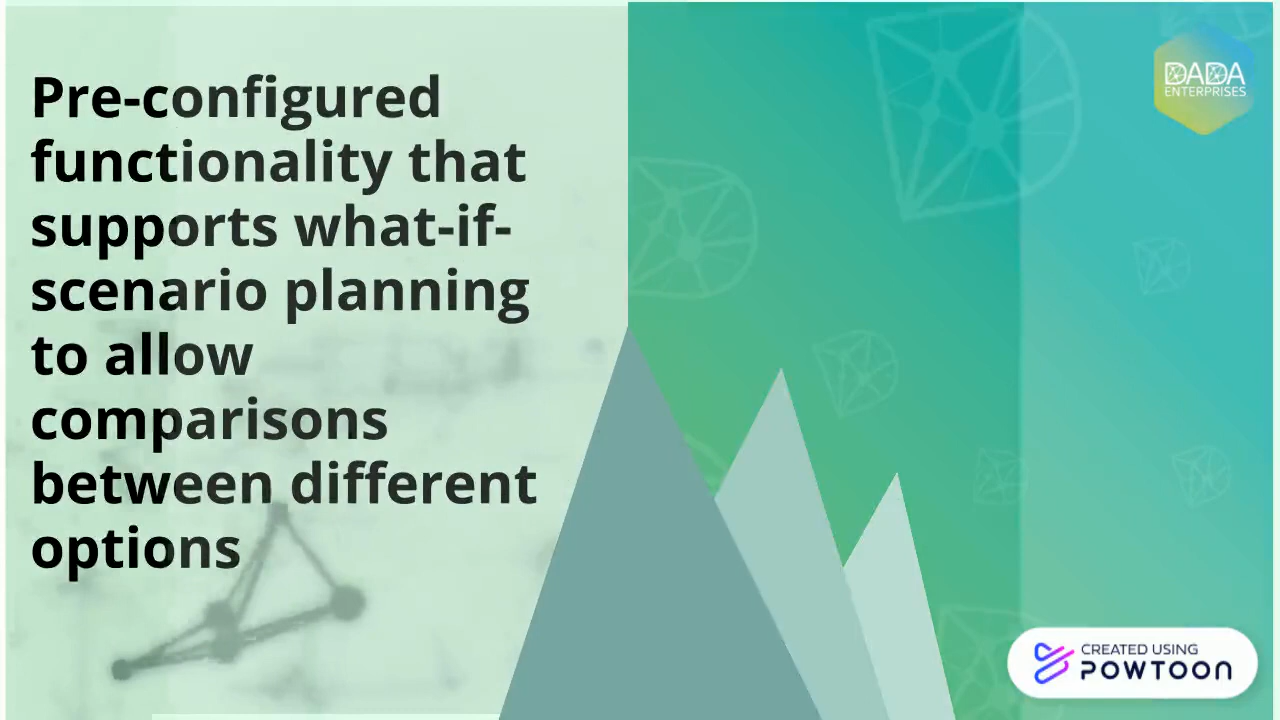 Pre-configured
functionality that
supports what-if-
scenario planning
to allow
comparisons
between different
options
DADA
ENTERPRISES
CREATED USING
POWTOON